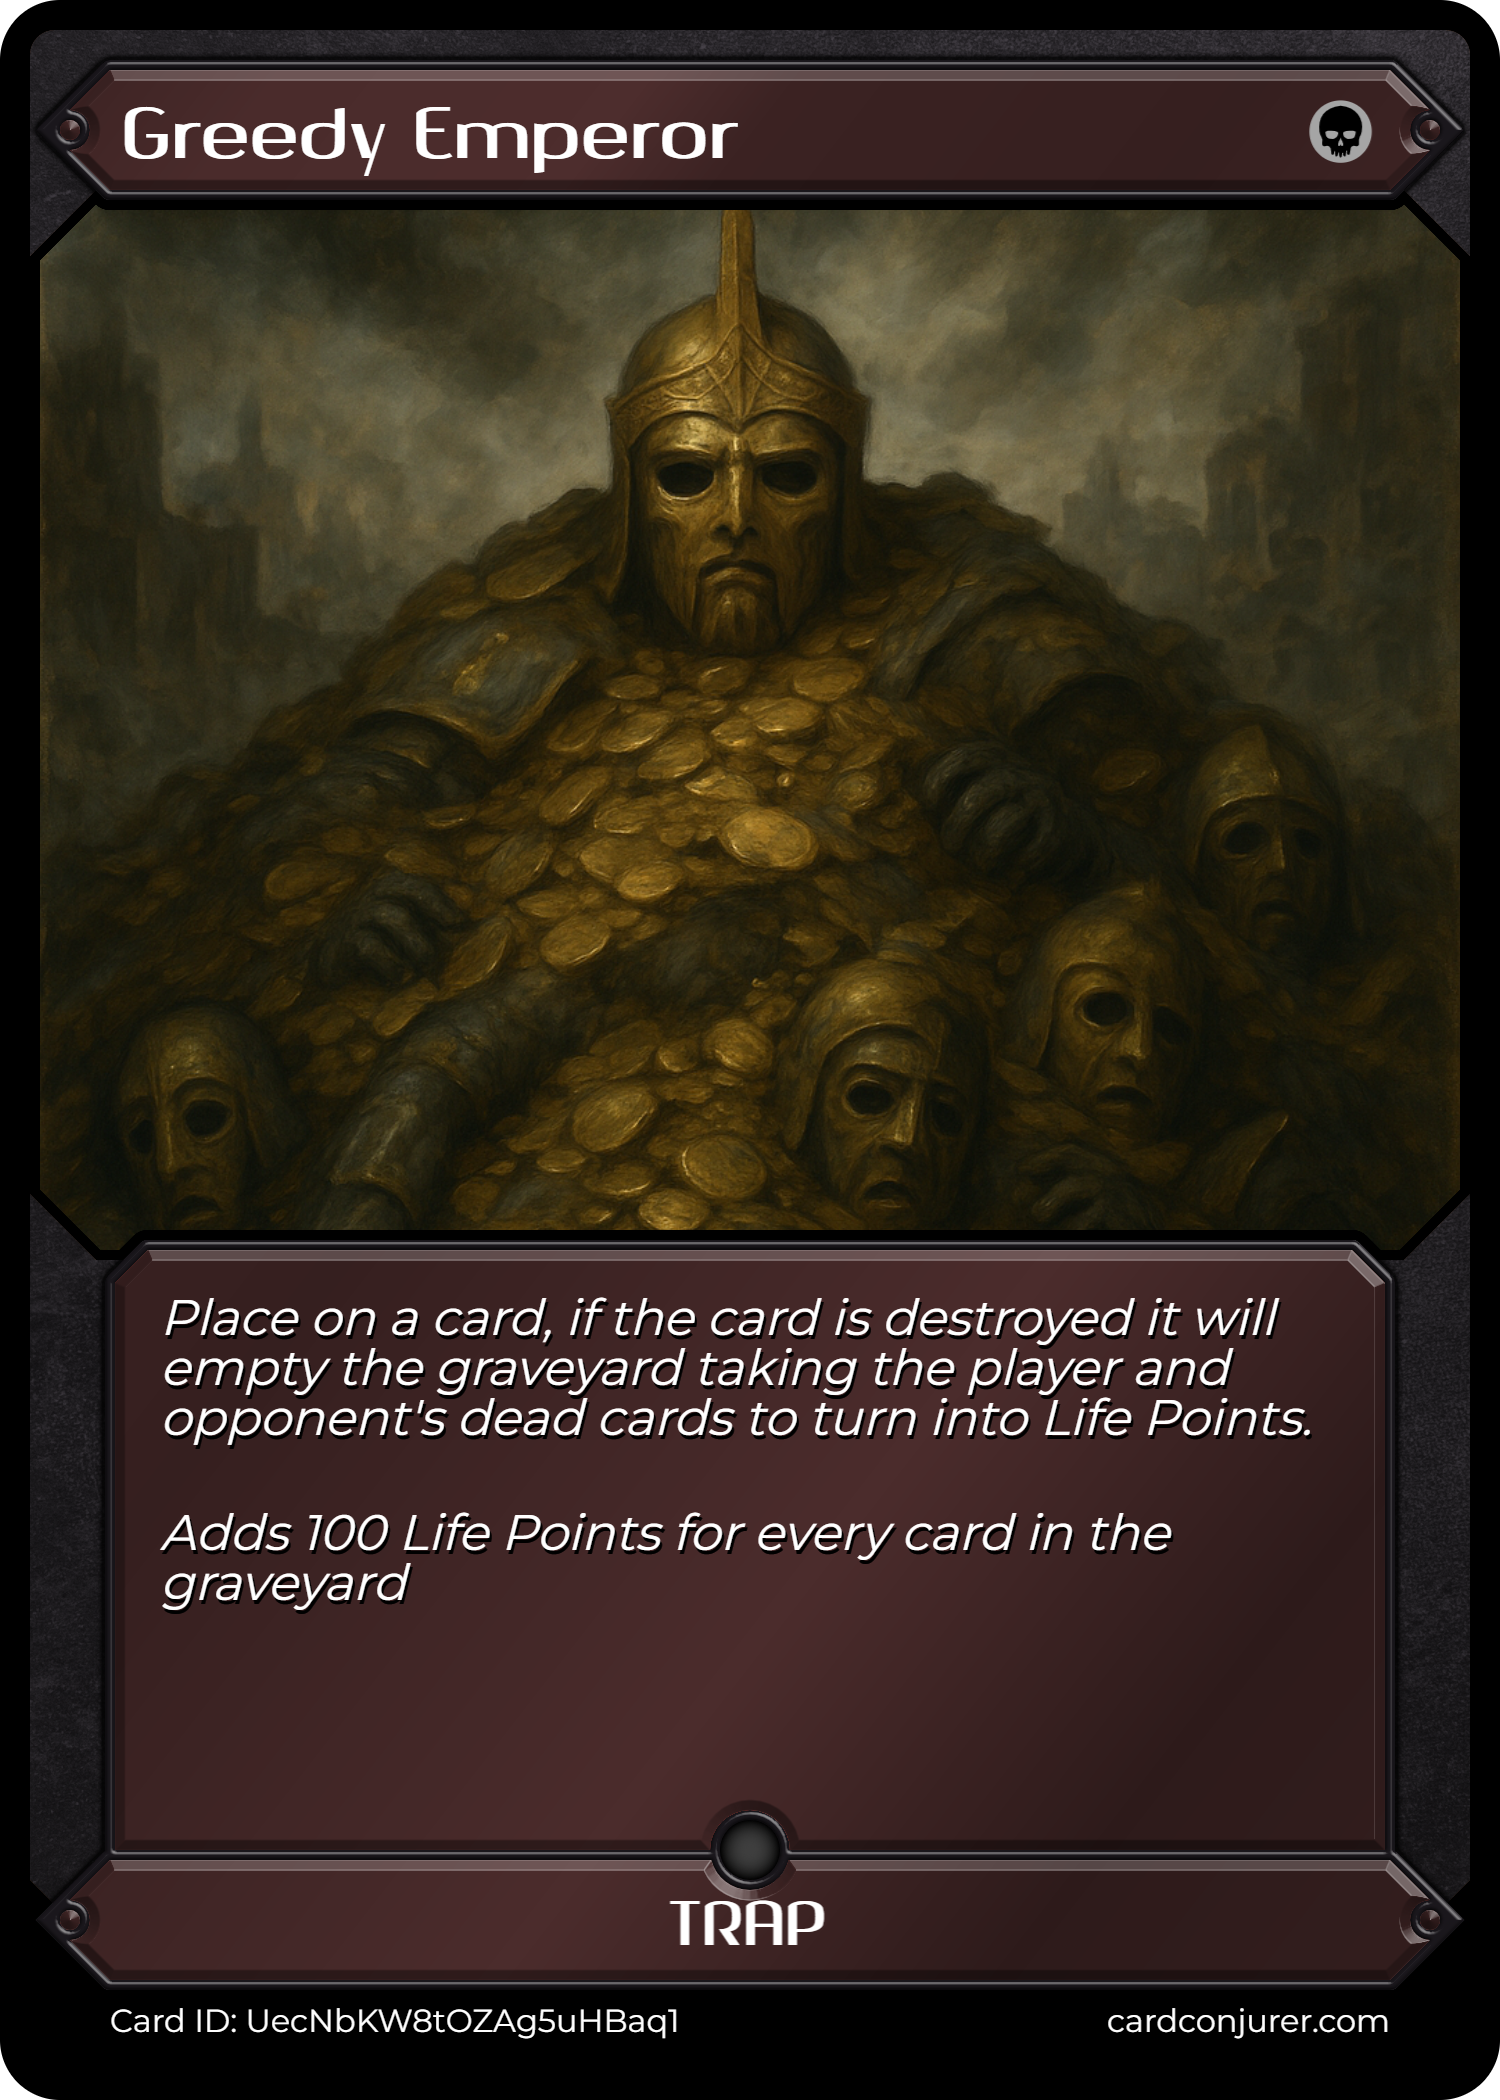 Greedy Emperor
Place on a card, if the card is destroyed it will
empty the graveyard taking the player and
opponent's dead cards to turn into Life Points.
Adds 100 Life Points for every card in the
graveyard
TRAP
Card ID: UecNbKW8tOZAg5uHBaq1
cardconjurer.com